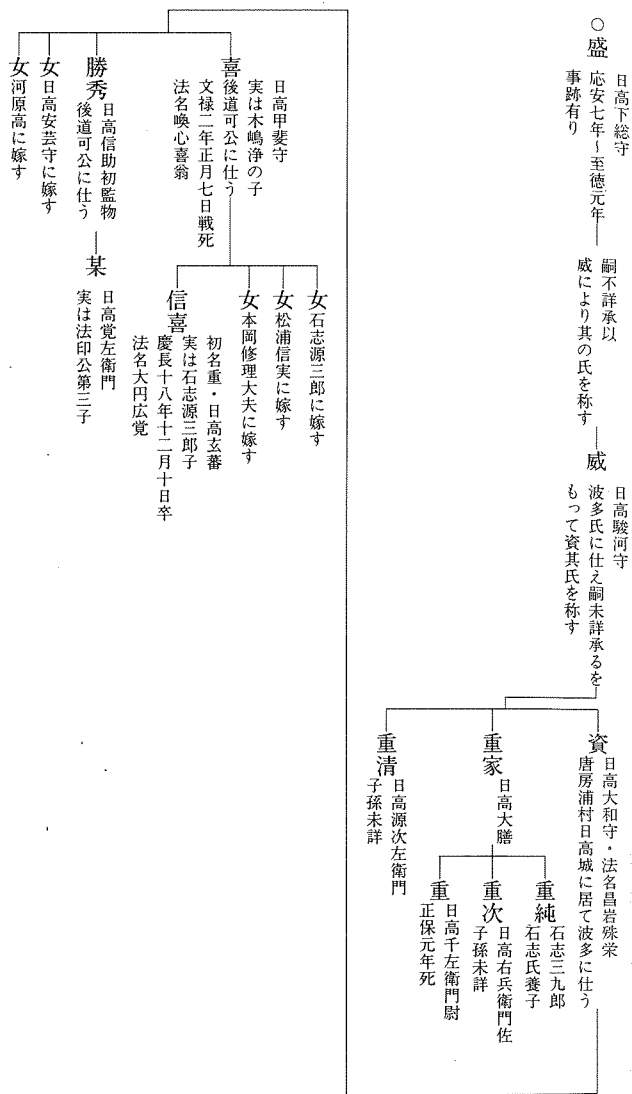 ○盛
日高下総守
応安七年〜至徳元年
事跡有り
嗣不詳承以
威により其の氏を称す
威
日高駿河守
波多氏に仕え嗣未詳承るを
もって資其氏を称す
資
日高大和守・法名昌岩殊栄
唐房浦村日高城に居て波多に仕う
重家
日高大膳
重純
石志三九郎
石志氏養子
重次
日高右兵衛門佐
子孫未詳
重
日高千左衛門尉
正保元年死
重清
日高源次左衛門
子孫未詳
喜
日高甲斐守
実は木嶋浄の子
後道可公に仕う
文禄二年正月七日戦死
法名喚心喜翁
女
石志源三郎に嫁す
女
松浦信実に嫁す
女
本岡修理大夫に嫁す
信喜
初名重・日高玄蕃
実は石志源三郎子
慶長十八年十二月十日卒
法名大円広覚
勝秀
日高信助初監物
後道可公に仕う
某
日高覚左衛門
実は法印公第三子
女
日高安芸守に嫁す
女
河原高に嫁す